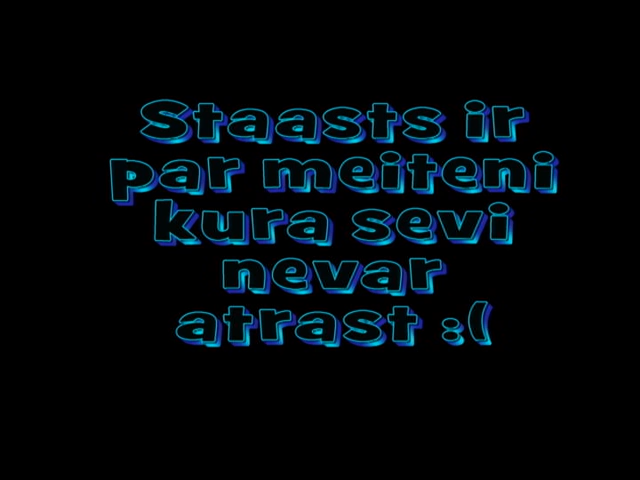 Staasts ir
par meiteni
kura sevi
nevar
atrast :(